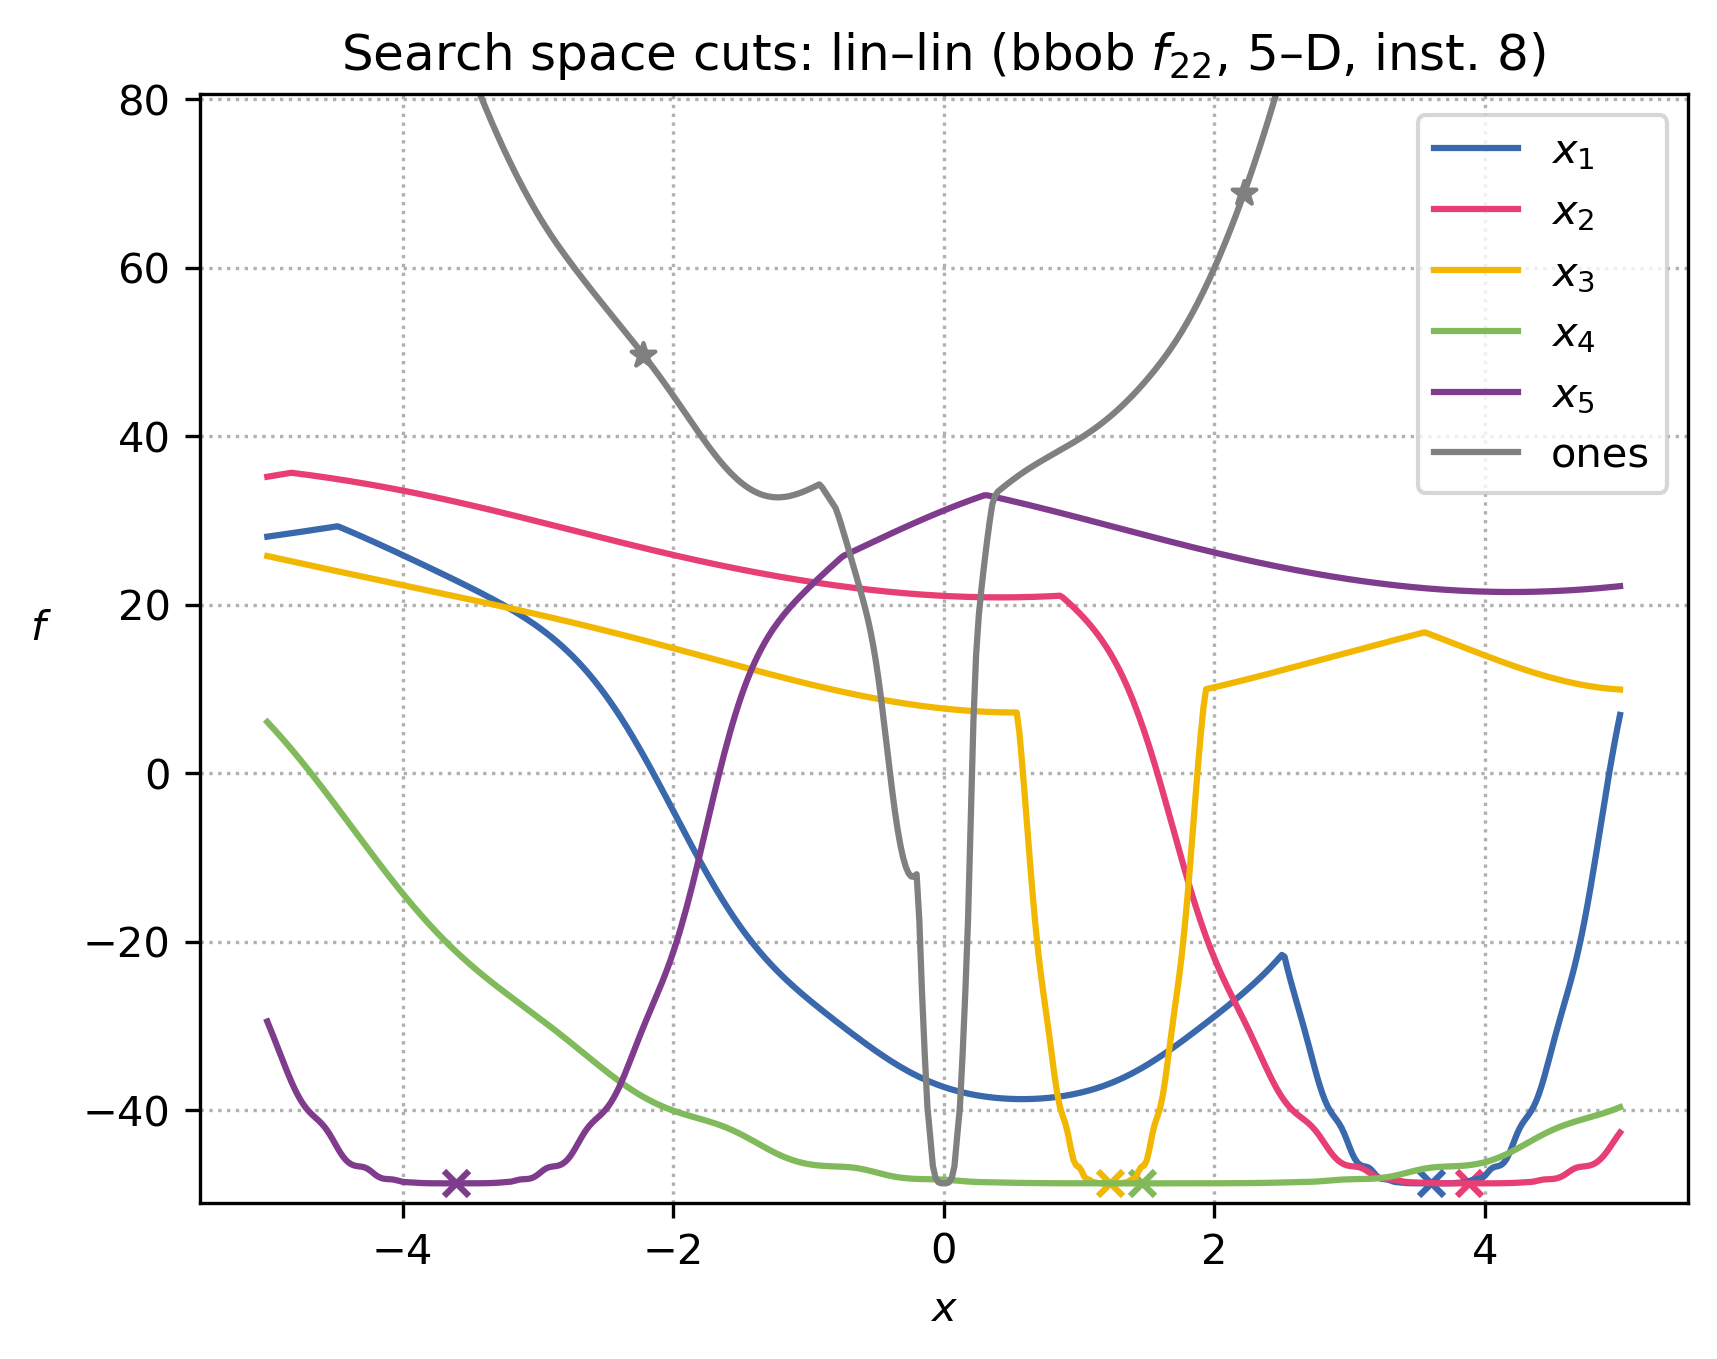 Search space cuts: lin–lin (bbob f₂₂, 5–D, inst. 8)
80
60
40
20
0
−20
−40
f
x₁
x₂
x₃
x₄
x₅
ones
−4 −2 0 2 4
x